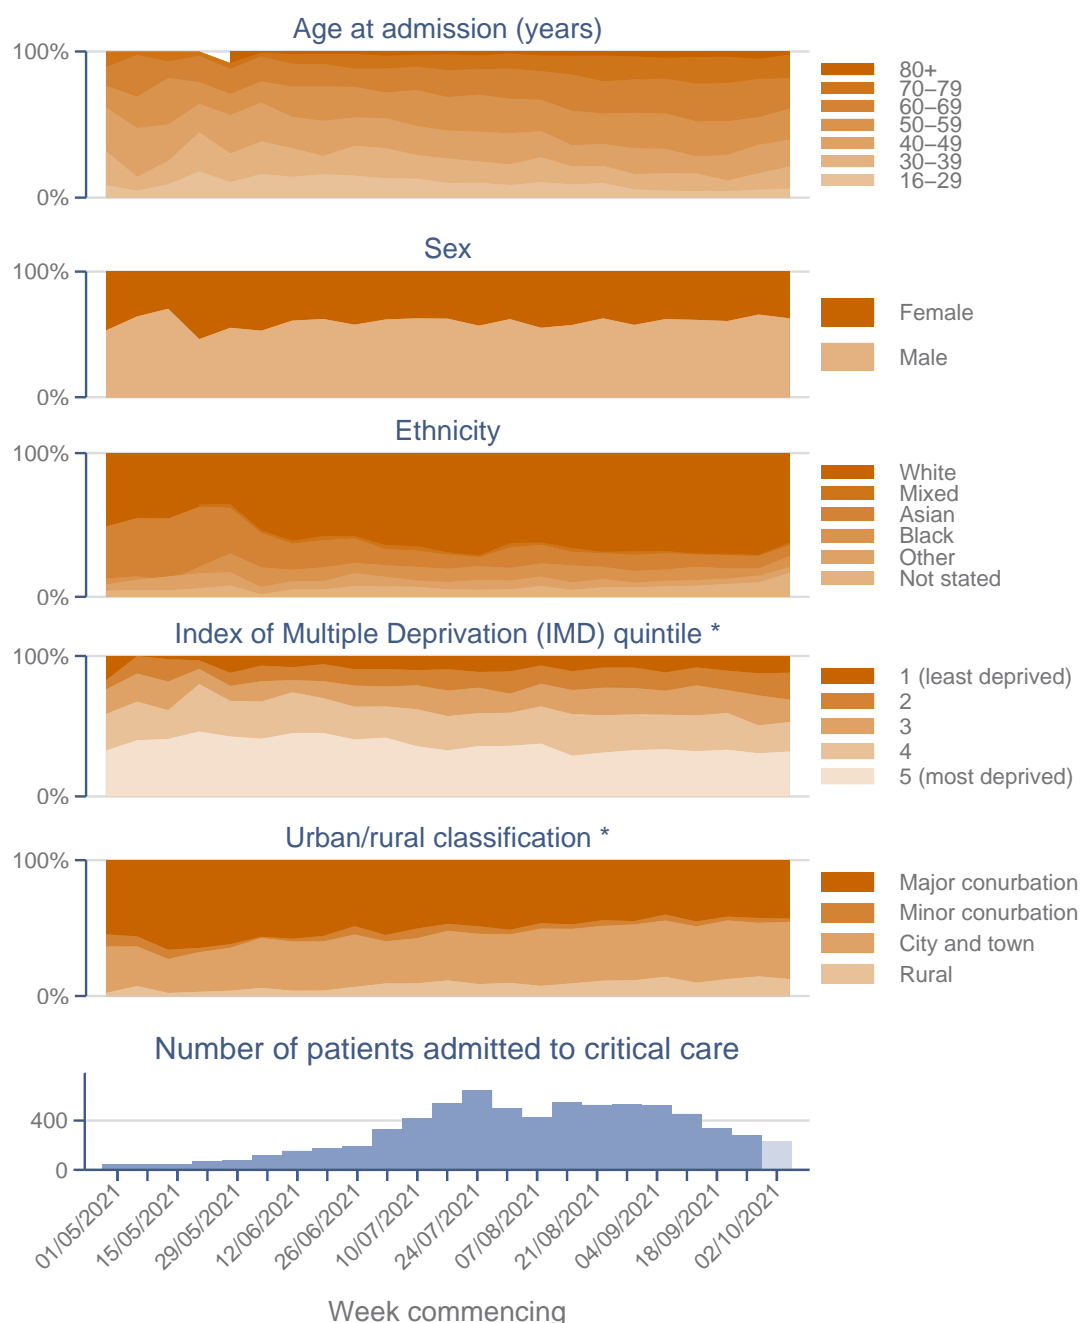 Age at admission (years)
100%
0%
80+
70–79
60–69
50–59
40–49
30–39
16–29
Sex
100%
0%
Female
Male
Ethnicity
100%
0%
White
Mixed
Asian
Black
Other
Not stated
Index of Multiple Deprivation (IMD) quintile *
100%
0%
1 (least deprived)
2
3
4
5 (most deprived)
Urban/rural classification *
100%
0%
Major conurbation
Minor conurbation
City and town
Rural
Number of patients admitted to critical care
400
0
01/05/2021
15/05/2021
29/05/2021
12/06/2021
26/06/2021
10/07/2021
24/07/2021
07/08/2021
21/08/2021
04/09/2021
18/09/2021
02/10/2021
Week commencing